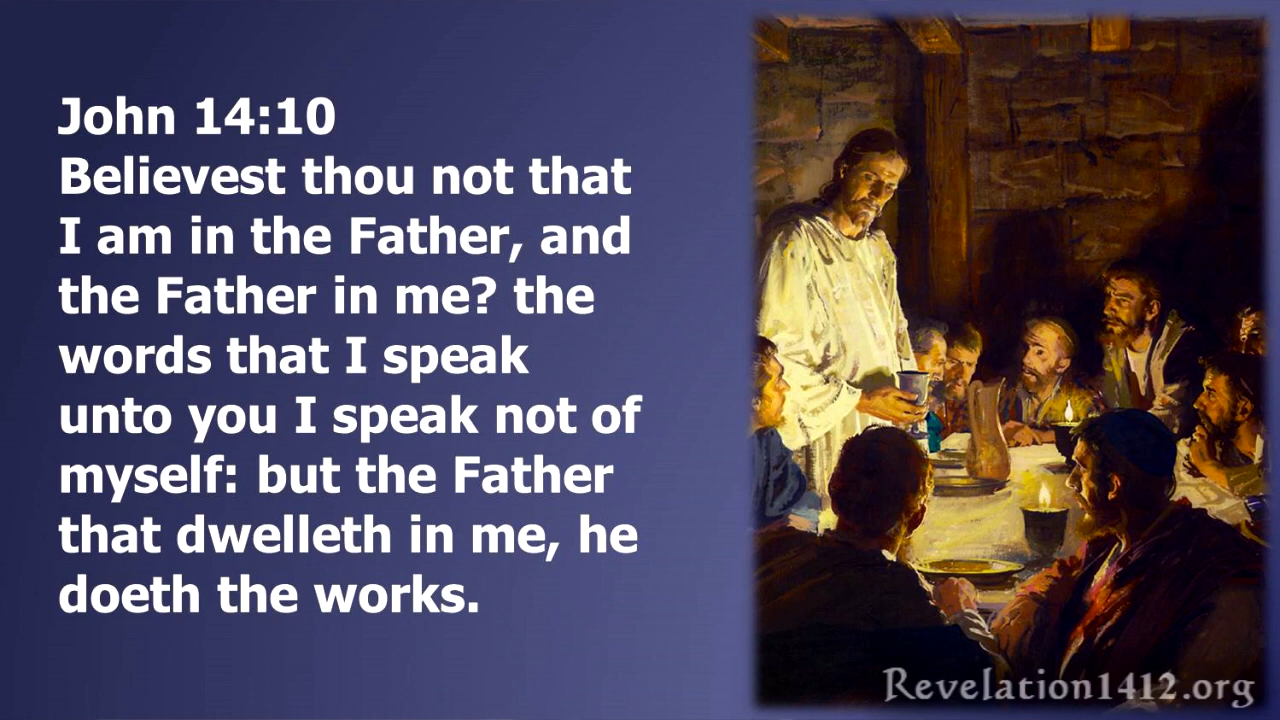 John 14:10
Believest thou not that
I am in the Father, and
the Father in me? the
words that I speak
unto you I speak not of
myself: but the Father
that dwelleth in me, he
doeth the works.
Revelation1412.org